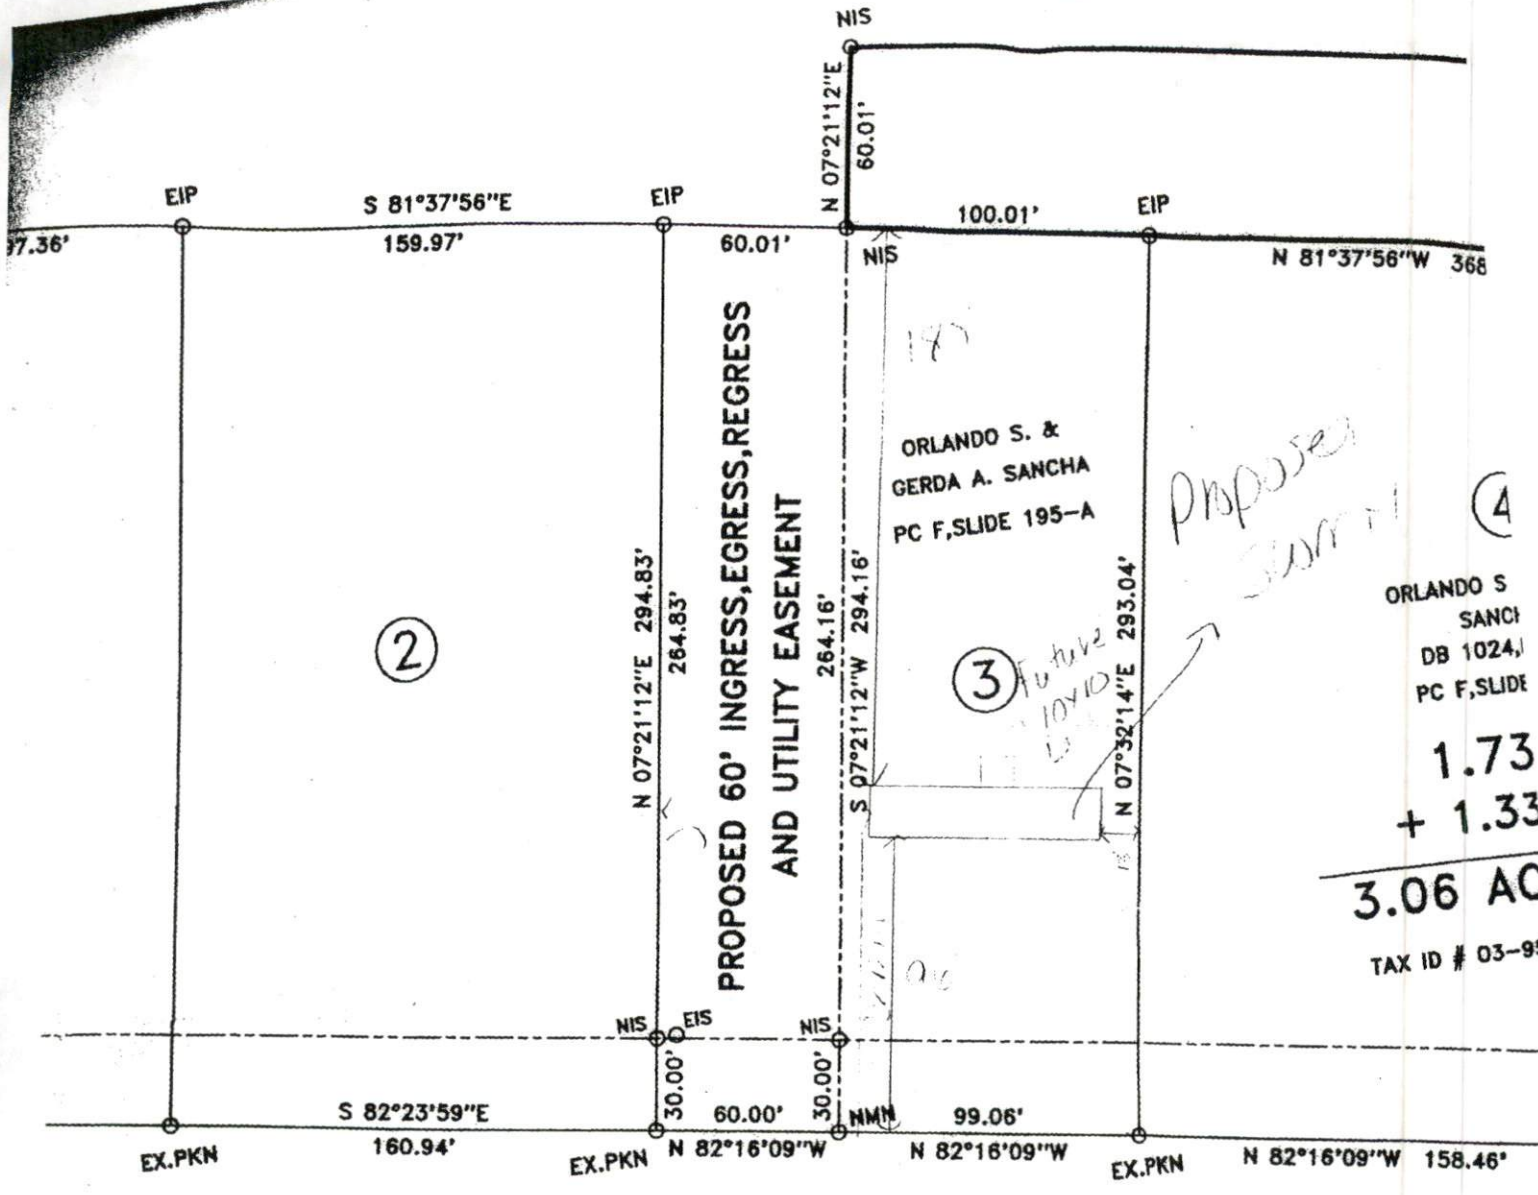 NIS
N 07°21'12"E
60.01'
EIP
S 81°37'56"E
EIP
100.01'
EIP
97.36'
159.97'
60.01'
NIS
N 81°37'56"W 368
PROPOSED 60' INGRESS,EGRESS,REGRESS
AND UTILITY EASEMENT
ORLANDO S. &
GERDA A. SANCHA
PC F,SLIDE 195-A
Proposed
4
N 07°21'12"E 294.83'
264.83'
264.16'
S 07°21'12"W 294.16'
N 07°32'14"E 293.04'
2
3
Future
10x10
ORLANDO S
SANCH
DB 1024,
PC F,SLIDE
1.73
+ 1.33
3.06 AC
TAX ID # 03-95
NIS
EIS
NIS
30.00'
30.00'
S 82°23'59"E
60.00'
NMN
99.06'
EX.PKN
160.94'
EX.PKN
N 82°16'09"W
N 82°16'09"W
EX.PKN
N 82°16'09"W 158.46'